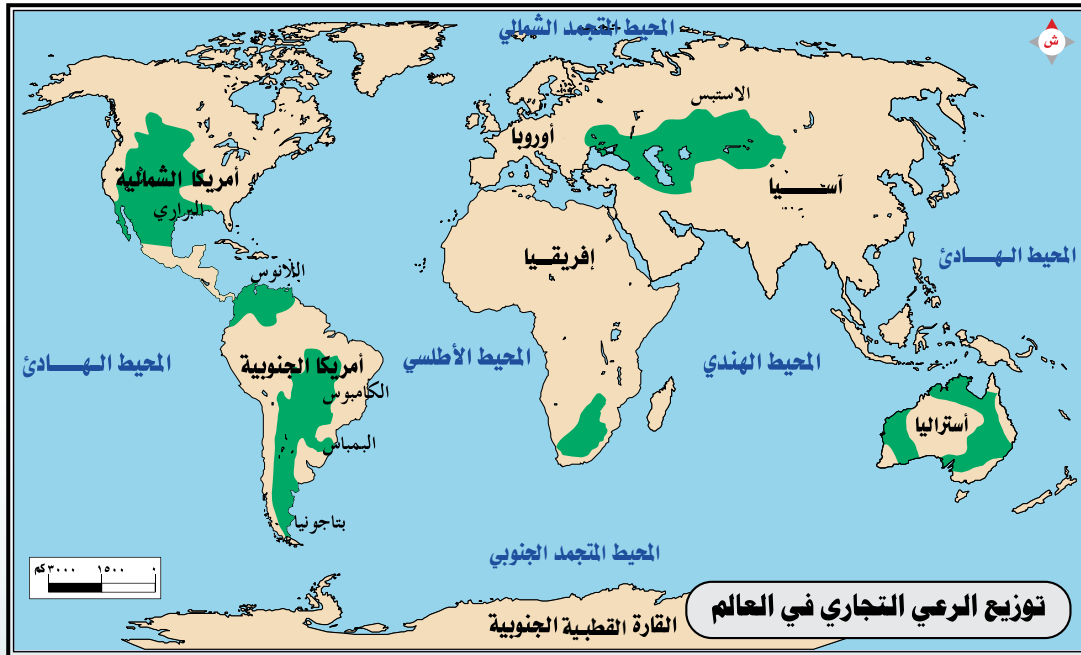 المحيط المتجمد الشمالي
ش
الاستبس
أوروبا
أمريكا الشمالية
آســـيا
البراري
إفريقـيا
المحيط الـهـــادئ
اللانوس
المحيط الأطلسي
المحيط الهندي
المحيط الـهـــادئ
أمريكا الجنوبية
الكامبوس
أستراليا
البمباس
بتاجونيا
المحيط المتجمد الجنوبي
٣٠٠٠ كم ١٥٠٠ ٠
توزيع الرعي التجاري في العالم
القارة القطبية الجنوبية